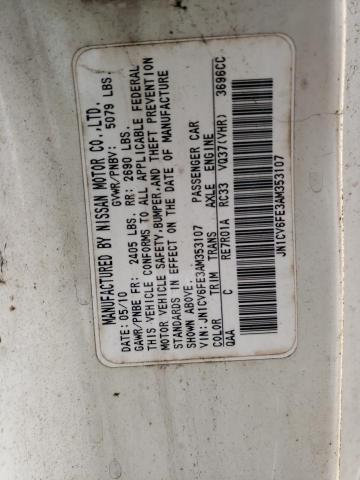 MANUFACTURED BY NISSAN MOTOR CO.,LTD.
DATE: 05/10 GVWR/PNBV: 5079 LBS.
GAWR/PNBE FR: 2405 LBS. RR: 2690 LBS.
THIS VEHICLE CONFORMS TO ALL APPLICABLE FEDERAL
MOTOR VEHICLE SAFETY,BUMPER,AND THEFT PREVENTION
STANDARDS IN EFFECT ON THE DATE OF MANUFACTURE
SHOWN ABOVE.
VIN: JN1CV6FE3AM353107 PASSENGER CAR
COLOR TRIM TRANS AXLE ENGINE
QAA C RE7R01A RC33 VQ37(VHR) 3696CC
JN1CV6FE3AM353107